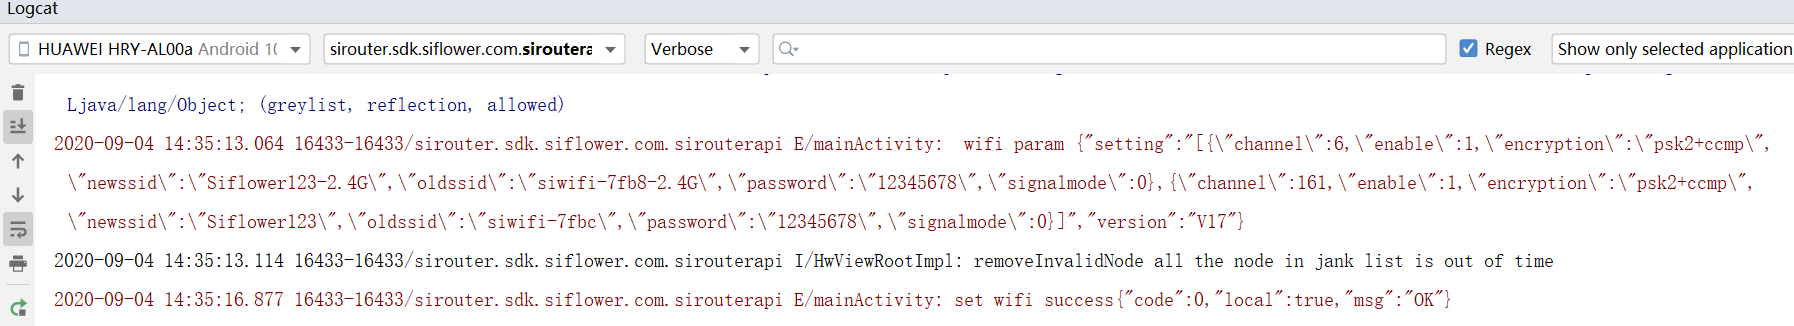 Logcat
HUAWEI HRY-AL00a Android 10 sirouter.sdk.siflower.com.siroutera Verbose Regex Show only selected application
Ljava/lang/Object; (greylist, reflection, allowed)
2020-09-04 14:35:13.064 16433-16433/sirouter.sdk.siflower.com.sirouterapi E/mainActivity:  wifi param {"setting":"[{\"channel\":6,\"enable\":1,\"encryption\":\"psk2+ccmp\",
\"newssid\":\"Siflower123-2.4G\",\"oldssid\":\"siwifi-7fb8-2.4G\",\"password\":\"12345678\",\"signalmode\":0},{\"channel\":161,\"enable\":1,\"encryption\":\"psk2+ccmp\",
\"newssid\":\"Siflower123\",\"oldssid\":\"siwifi-7fbc\",\"password\":\"12345678\",\"signalmode\":0}]","version":"V17"}
2020-09-04 14:35:13.114 16433-16433/sirouter.sdk.siflower.com.sirouterapi I/HwViewRootImpl: removeInvalidNode all the node in jank list is out of time
2020-09-04 14:35:16.877 16433-16433/sirouter.sdk.siflower.com.sirouterapi E/mainActivity: set wifi success{"code":0,"local":true,"msg":"OK"}